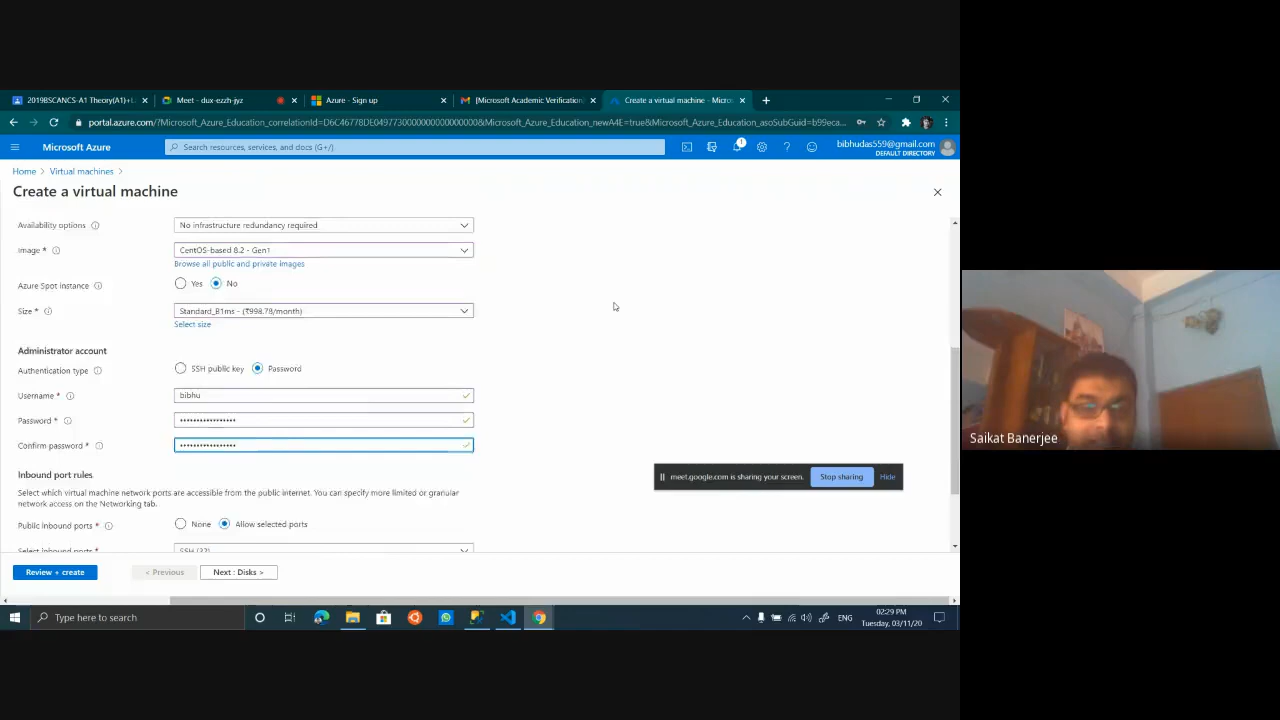 2019BSCANCS-A1 Theory(A1)+L
Meet - dux-ezzh-jyz
Azure - Sign up
[Microsoft Academic Verification]
Create a virtual machine - Micros
portal.azure.com/?Microsoft_Azure_Education_correlationId=
Microsoft Azure
Search resources, services, and docs (G+/)
1
bibhudas559@gmail.com
DEFAULT DIRECTORY
Home > Virtual machines >
Create a virtual machine
Availability options
No infrastructure redundancy required
Image *
CentOS-based 8.2 - Gen1
Browse all public and private images
Azure Spot instance
Yes No
Size *
Standard_B1ms - (₹998.78/month)
Select size
Administrator account
Authentication type
SSH public key Password
Username *
bibhu
Password *
Confirm password *
Inbound port rules
Select which virtual machine network ports are accessible from the public internet. You can specify more limited or granular
network access on the Networking tab.
Public inbound ports *
None Allow selected ports
Select inbound ports *
Review + create
< Previous
Next : Disks >
meet.google.com is sharing your screen.
Stop sharing
Hide
Saikat Banerjee
Type here to search
ENG
02:29 PM
Tuesday, 03/11/20